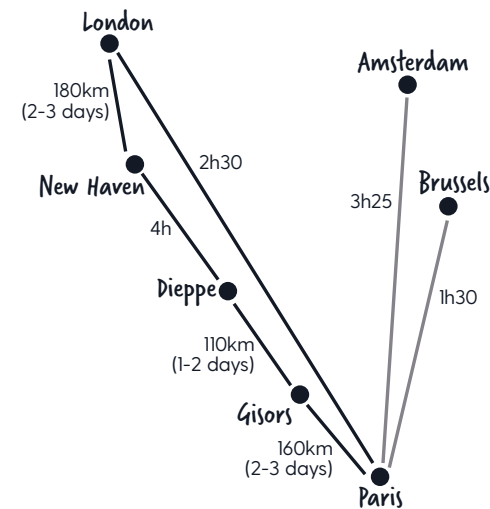 London
Amsterdam
180km
(2-3 days)
2h30
New Haven
Brussels
3h25
4h
Dieppe
1h30
110km
(1-2 days)
Gisors
160km
(2-3 days)
Paris